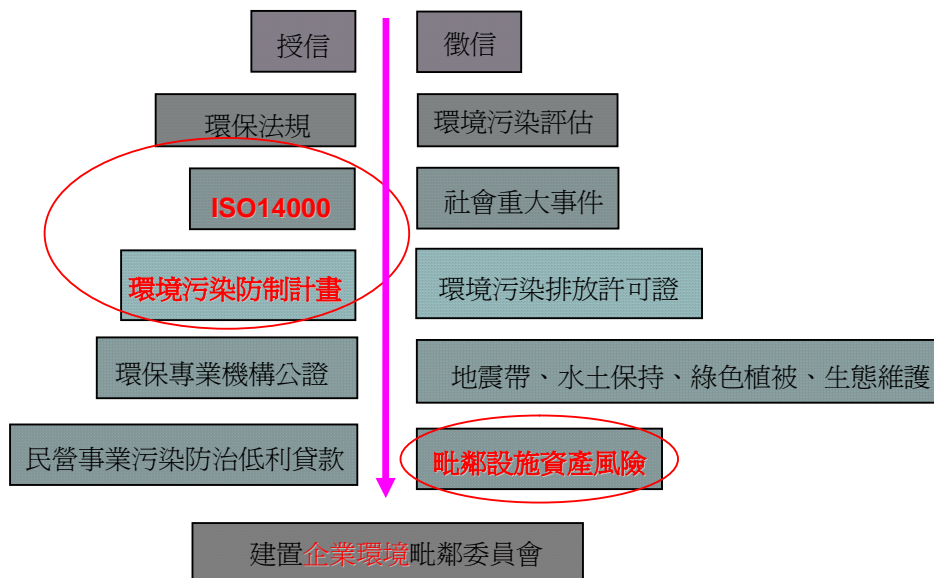 授信
徵信
環保法規
環境污染評估
ISO14000
社會重大事件
環境污染防制計畫
環境污染排放許可證
環保專業機構公證
地震帶、水土保持、綠色植被、生態維護
民營事業污染防治低利貸款
毗鄰設施資產風險
建置企業環境毗鄰委員會